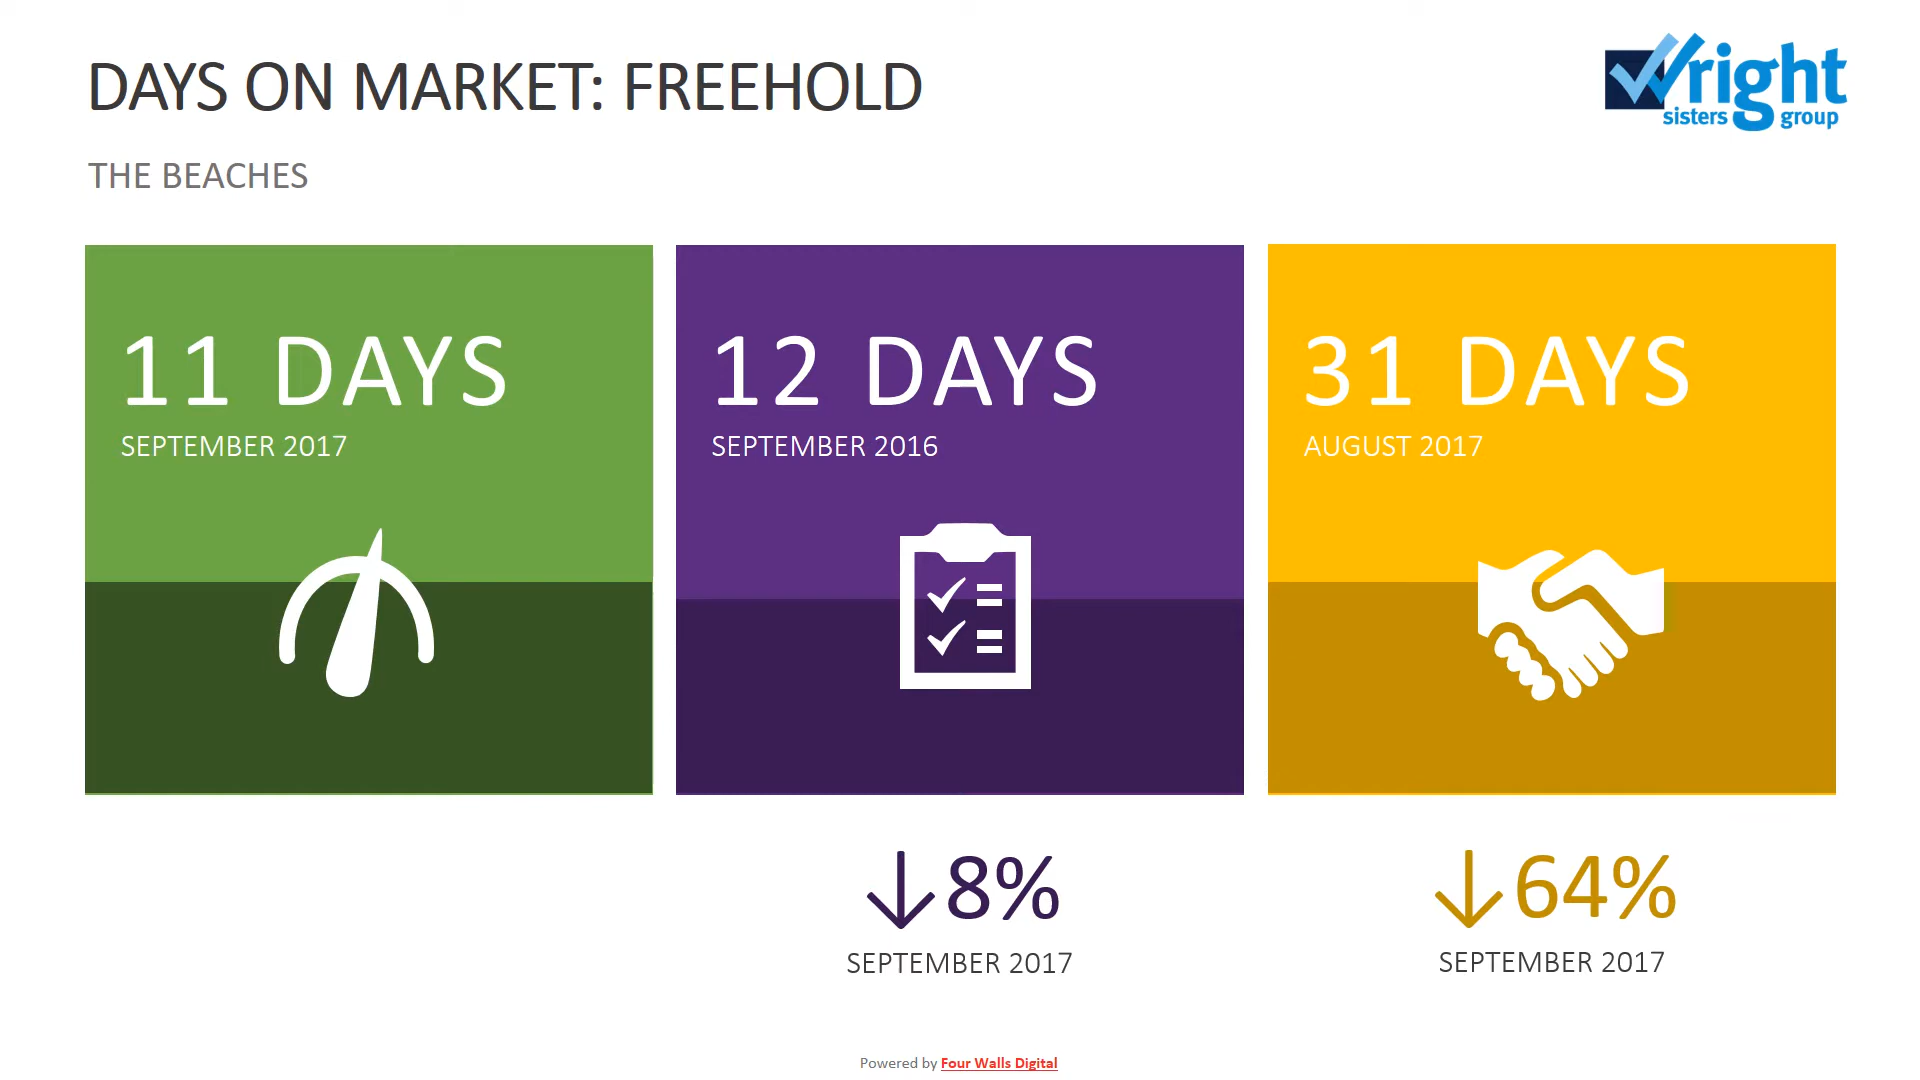 DAYS ON MARKET: FREEHOLD
Wright
sisters group
THE BEACHES
11 DAYS
SEPTEMBER 2017
12 DAYS
SEPTEMBER 2016
31 DAYS
AUGUST 2017
↓8%
SEPTEMBER 2017
↓64%
SEPTEMBER 2017
Powered by Four Walls Digital